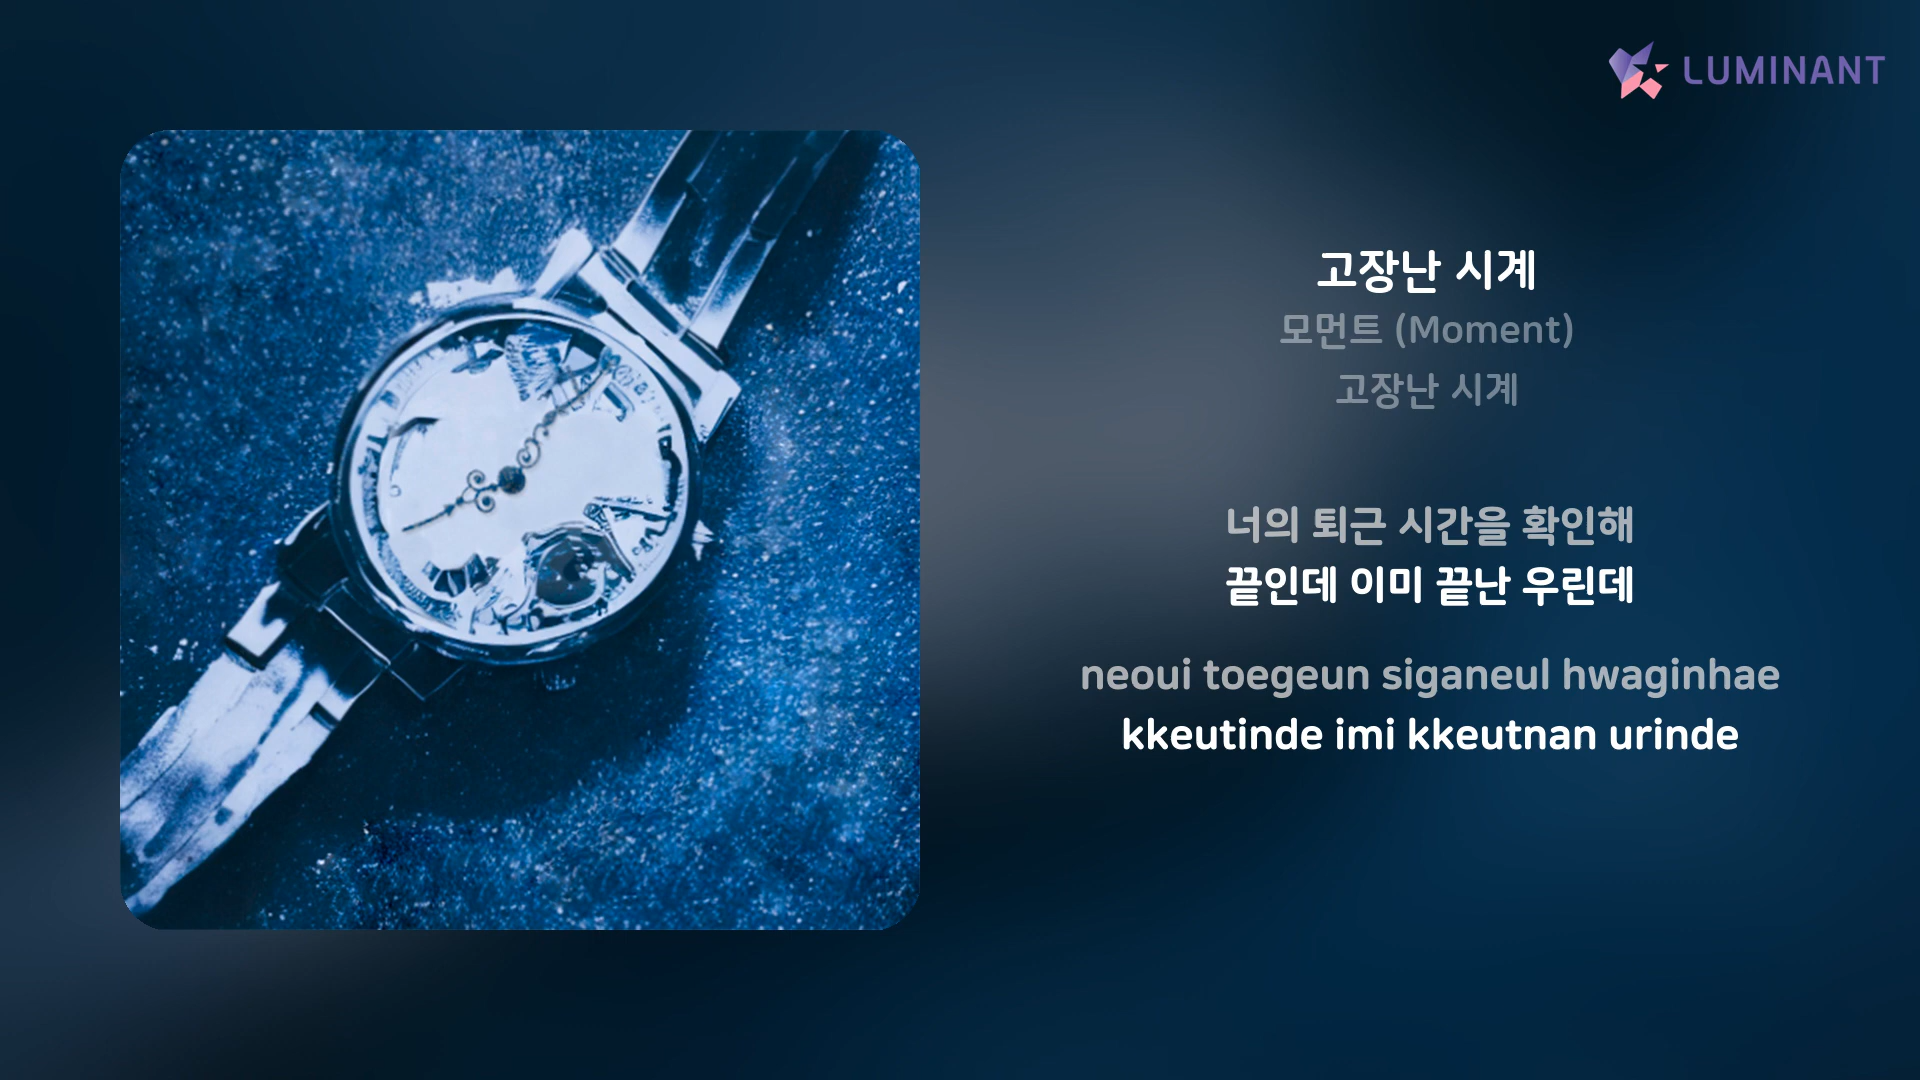 LUMINANT
고장난 시계
모먼트 (Moment)
고장난 시계
너의 퇴근 시간을 확인해
끝인데 이미 끝난 우린데
neoui toegeun siganeul hwaginhae
kkeutinde imi kkeutnan urinde